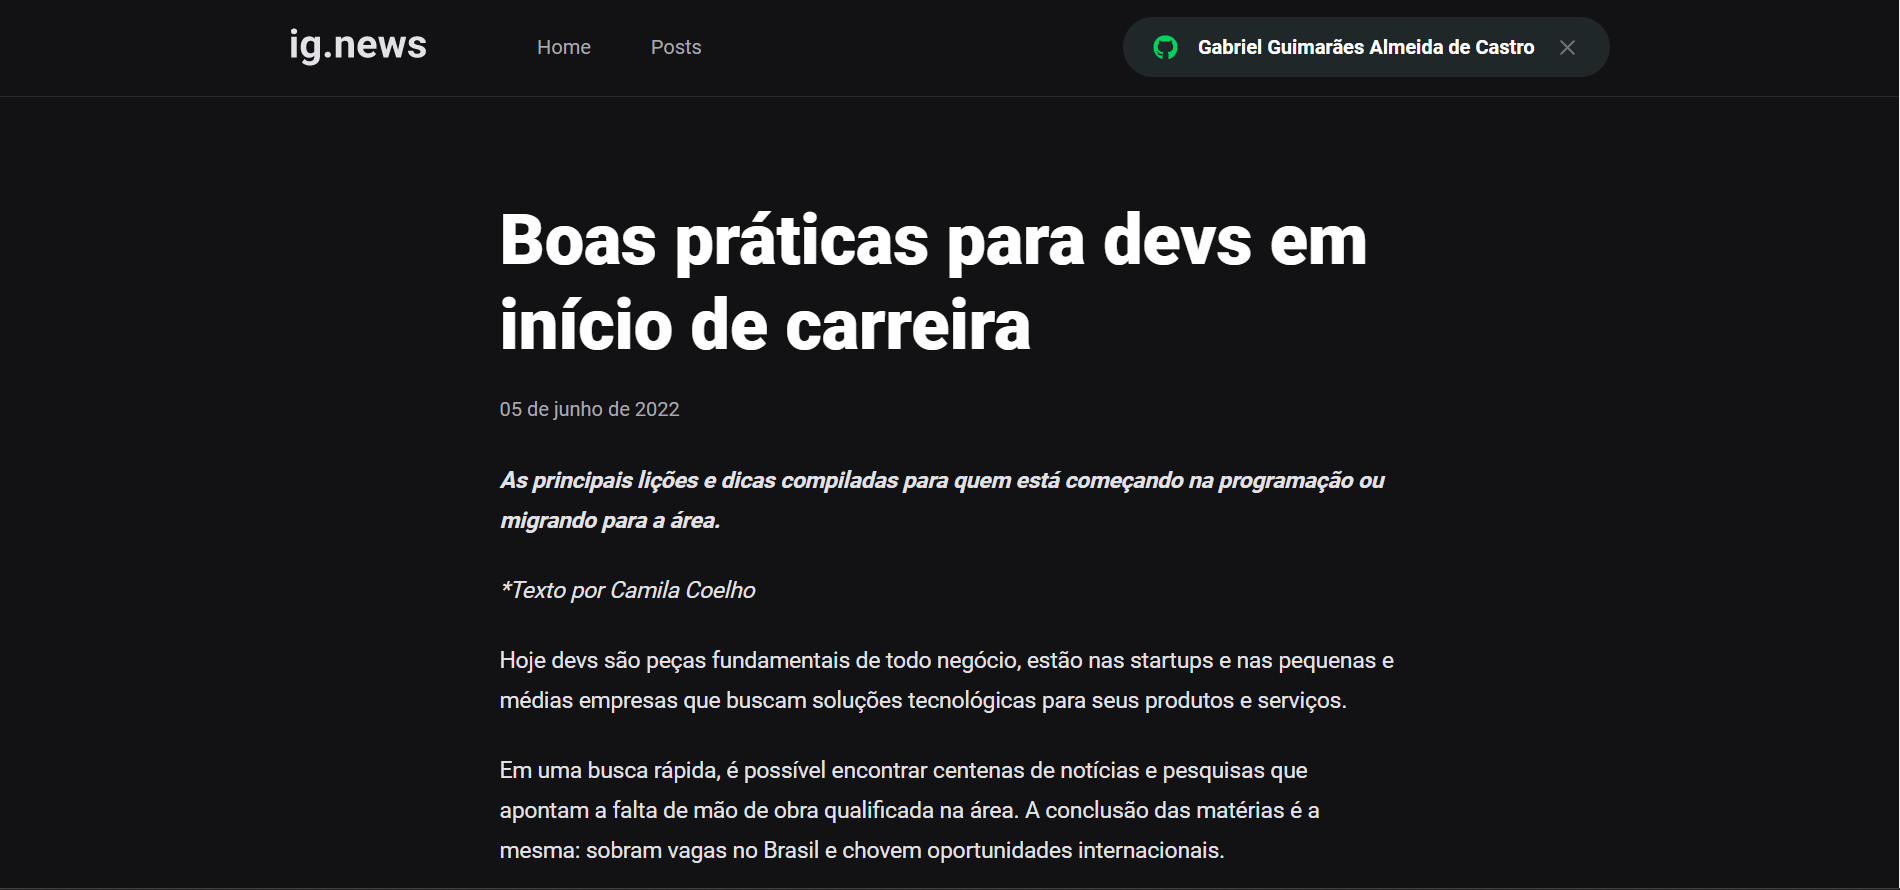 ig.news
Home
Posts
Gabriel Guimarães Almeida de Castro
Boas práticas para devs em
início de carreira
05 de junho de 2022
As principais lições e dicas compiladas para quem está começando na programação ou
migrando para a área.
*Texto por Camila Coelho
Hoje devs são peças fundamentais de todo negócio, estão nas startups e nas pequenas e
médias empresas que buscam soluções tecnológicas para seus produtos e serviços.
Em uma busca rápida, é possível encontrar centenas de notícias e pesquisas que
apontam a falta de mão de obra qualificada na área. A conclusão das matérias é a
mesma: sobram vagas no Brasil e chovem oportunidades internacionais.